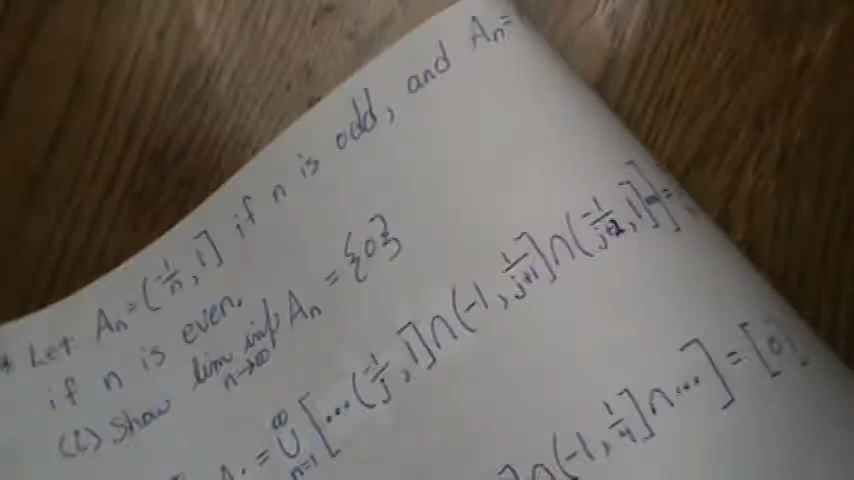 * Let Aₙ = (-1/n, 1] if n is odd, and Aₙ =
if n is even.
(i) Show lim inf n→∞ Aₙ = {0}
= ∞ ∪ n=1 [... (-1/j, 1] ∩ (-1, 1/j+1] ∩ (-1/j+2, 1] ] =
∩ (-1, 1/4] ∩ ... ] = [0,